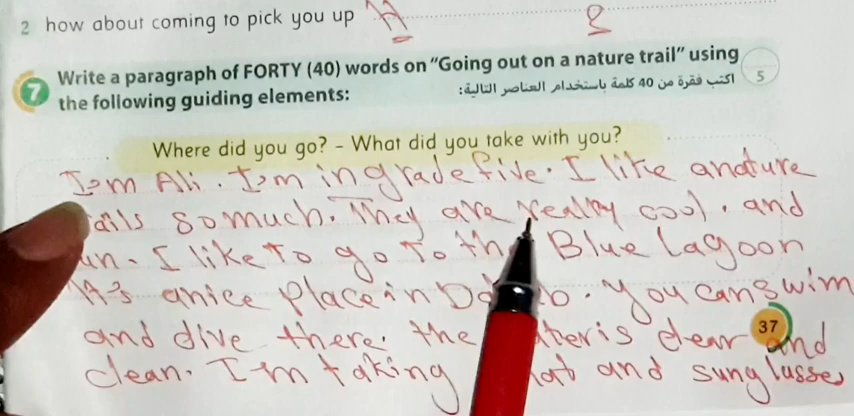 2 how about coming to pick you up A 2
7 Write a paragraph of FORTY (40) words on "Going out on a nature trail" using 5
the following guiding elements: اكتب فقرة من 40 كلمة باستخدام العناصر التالية:
Where did you go? - What did you take with you?
I'm Ali. I'm in grade five. I like a nature
so much. They are really cool. and
I like to go to the Blue Lagoon
It's a nice place in. You can swim
and dive there. the is clear and
37
clean. I'm taking and sunglasses